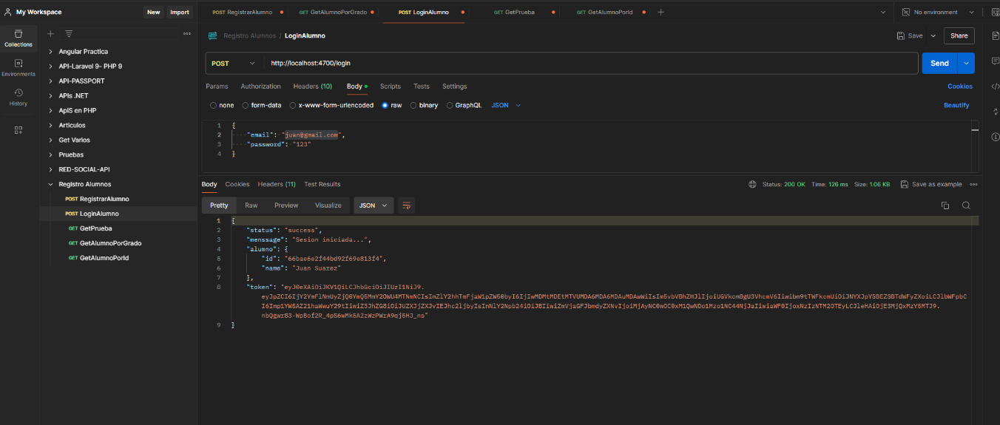 My Workspace
New
Import
POST RegistrarAlumno
GET GetAlumnoPorGrado
POST LoginAlumno
GET GetPrueba
GET GetAlumnoPorId
No environment
Collections
Environments
History
Angular Practica
API-Laravel 9- PHP 9
API-PASSPORT
APIs .NET
ApiS en PHP
Articulos
Get Varios
Pruebas
RED-SOCIAL-API
Registro Alumnos
POST RegistrarAlumno
POST LoginAlumno
GET GetPrueba
GET GetAlumnoPorGrado
GET GetAlumnoPorId
HTTP Registro Alumnos / LoginAlumno
Save
Share
POST
http://localhost:4700/login
Send
Params Authorization Headers (10) Body Scripts Tests Settings
Cookies
none form-data x-www-form-urlencoded raw binary GraphQL JSON
Beautify
1 {
2 "email": "juan@gmail.com",
3 "password": "123"
4 }
Body Cookies Headers (11) Test Results
Status: 200 OK Time: 126 ms Size: 1.06 KB
Save as example
Pretty Raw Preview Visualize JSON
1 {
2 "status": "success",
3 "menssage": "Sesion iniciada...",
4 "alumno": {
5 "id": "66bae6e2f44bd92f69e813f4",
6 "name": "Juan Suarez"
7 },
8 "token": "eyJ0eXAiOiJKV1QiLCJhbGciOiJIUzI1NiJ9.
9 }